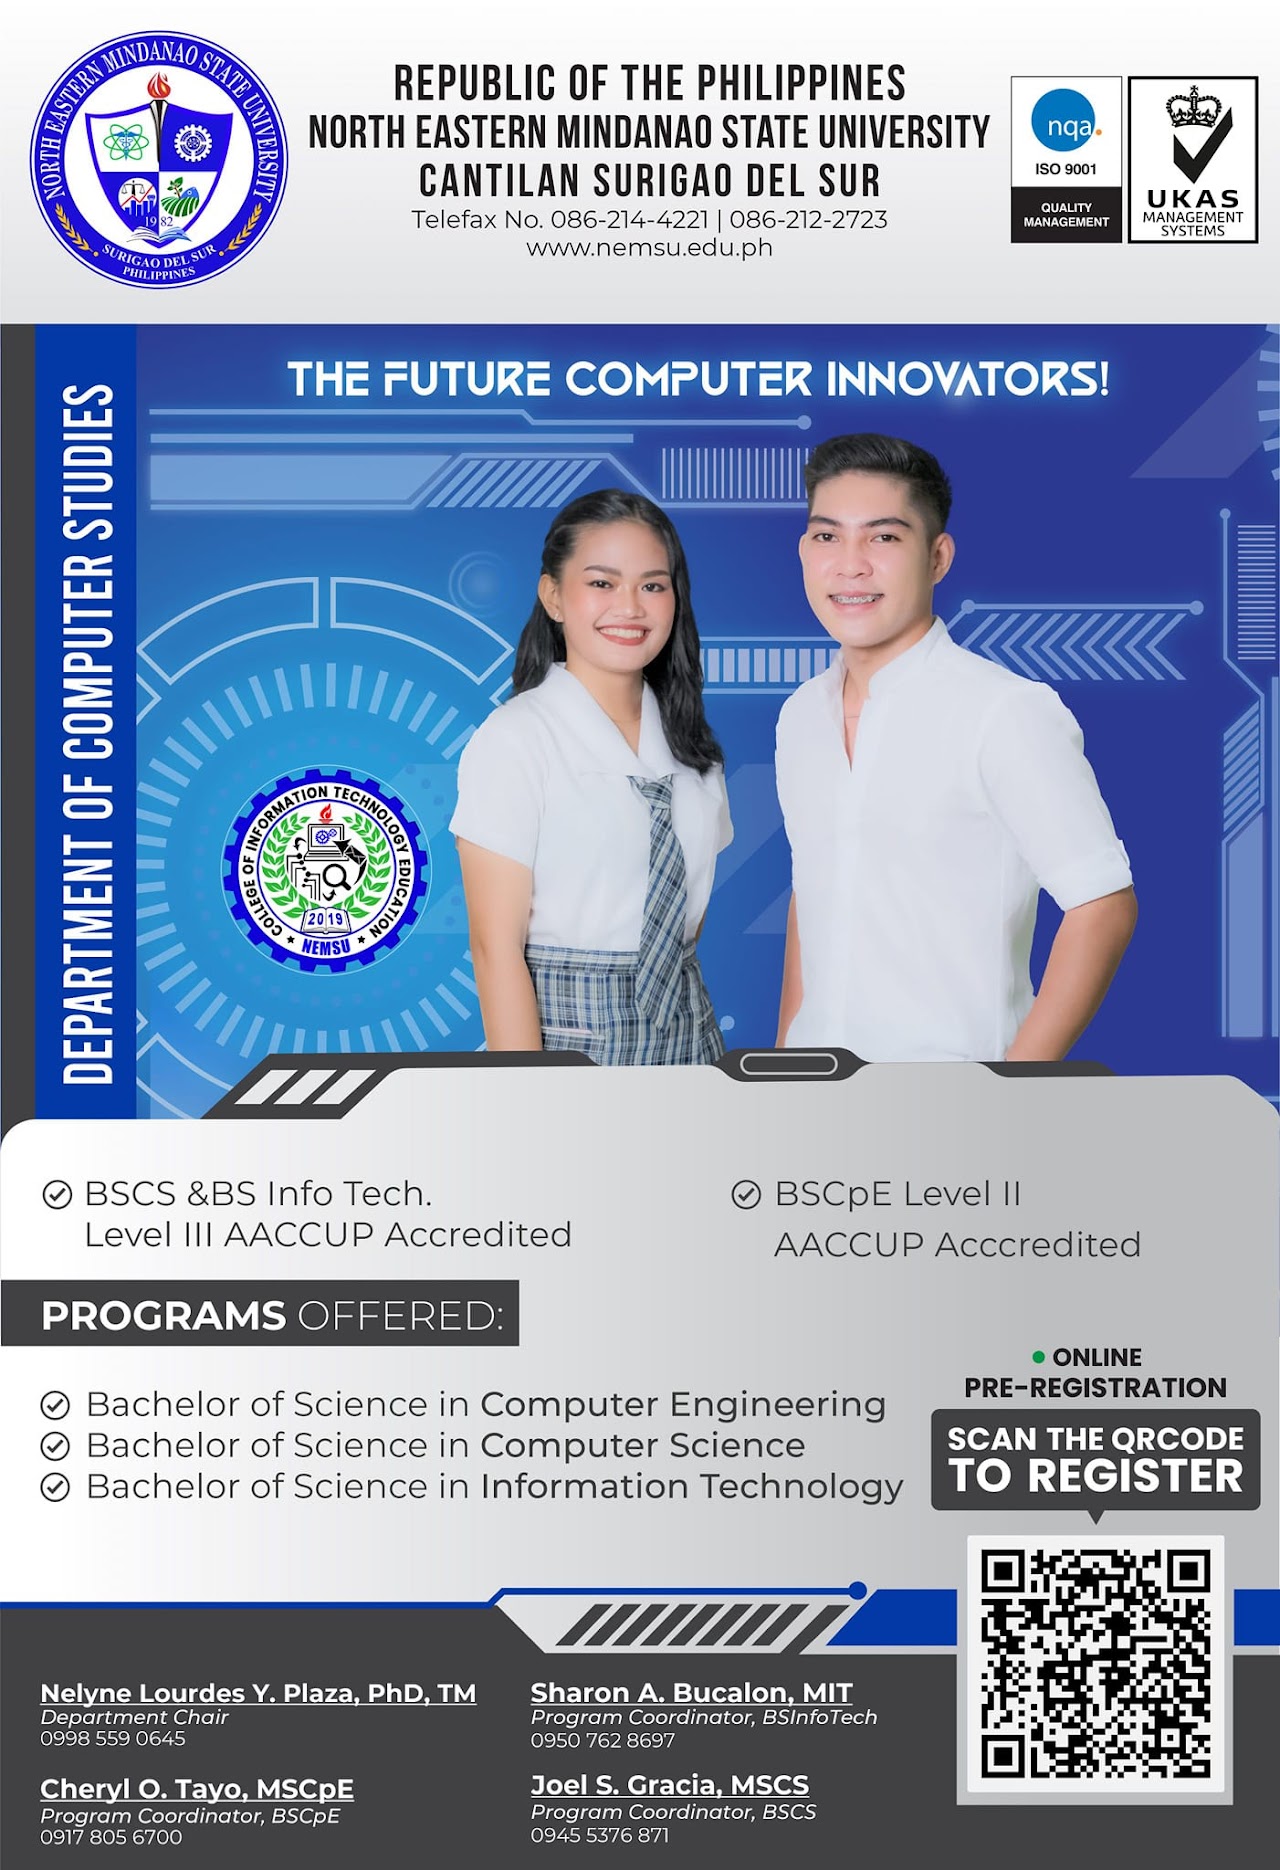 NORTH EASTERN MINDANAO STATE UNIVERSITY
1982
SURIGAO DEL SUR
PHILIPPINES
REPUBLIC OF THE PHILIPPINES
NORTH EASTERN MINDANAO STATE UNIVERSITY
CANTILAN SURIGAO DEL SUR
Telefax No. 086-214-4221 | 086-212-2723
www.nemsu.edu.ph
nqa.
ISO 9001
QUALITY
MANAGEMENT
UKAS
MANAGEMENT
SYSTEMS
DEPARTMENT OF COMPUTER STUDIES
THE FUTURE COMPUTER INNOVATORS!
COLLEGE OF INFORMATION TECHNOLOGY EDUCATION
2019
★ NEMSU ★
BSCS &BS Info Tech.
Level III AACCUP Accredited
BSCpE Level II
AACCUP Acccredited
PROGRAMS OFFERED:
Bachelor of Science in Computer Engineering
Bachelor of Science in Computer Science
Bachelor of Science in Information Technology
ONLINE
PRE-REGISTRATION
SCAN THE QRCODE
TO REGISTER
Nelyne Lourdes Y. Plaza, PhD, TM
Department Chair
0998 559 0645
Sharon A. Bucalon, MIT
Program Coordinator, BSInfoTech
0950 762 8697
Cheryl O. Tayo, MSCpE
Program Coordinator, BSCpE
0917 805 6700
Joel S. Gracia, MSCS
Program Coordinator, BSCS
0945 5376 871